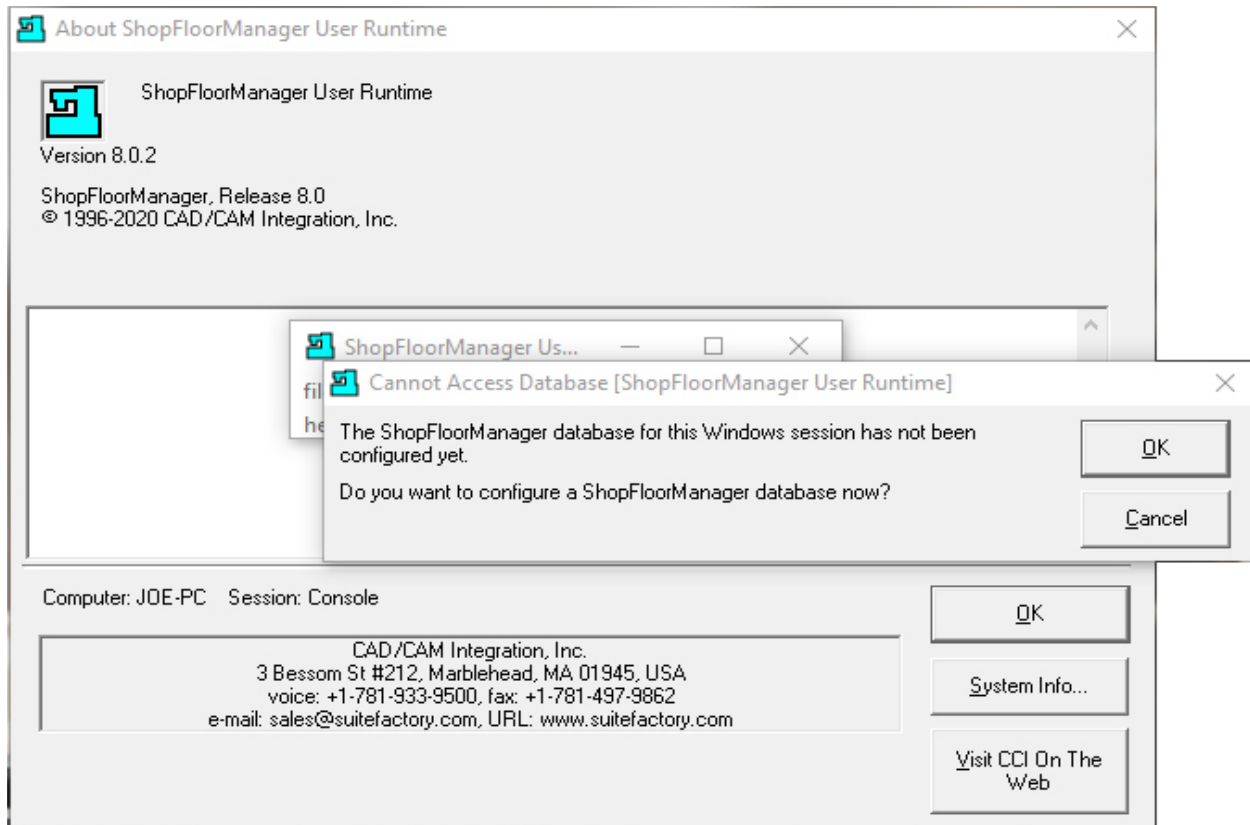 About ShopFloorManager User Runtime
ShopFloorManager User Runtime
Version 8.0.2
ShopFloorManager, Release 8.0
© 1996-2020 CAD/CAM Integration, Inc.
ShopFloorManager Us...
fil
he
Cannot Access Database [ShopFloorManager User Runtime]
The ShopFloorManager database for this Windows session has not been
configured yet.
Do you want to configure a ShopFloorManager database now?
OK
Cancel
Computer: JOE-PC Session: Console
CAD/CAM Integration, Inc.
3 Bessom St #212, Marblehead, MA 01945, USA
voice: +1-781-933-9500, fax: +1-781-497-9862
e-mail: sales@suitefactory.com, URL: www.suitefactory.com
OK
System Info...
Visit CCI On The
Web